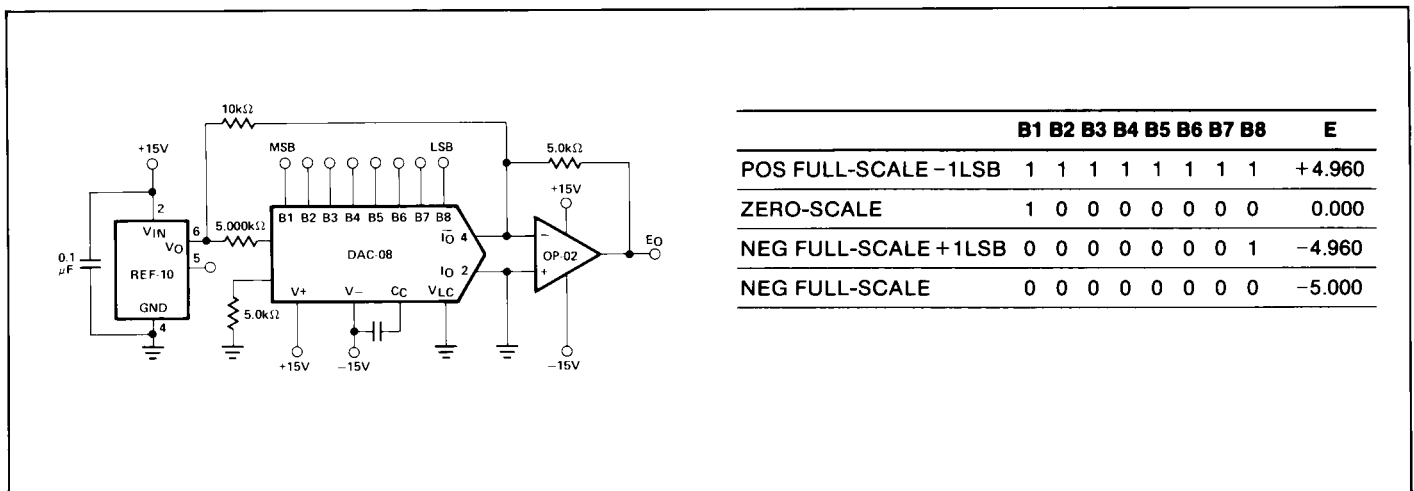 10kΩ
+15V
MSB
LSB
5.0kΩ
+15V
2
VIN
VO
6
5
REF-10
GND
4
0.1
μF
5.000kΩ
5.0kΩ
B1 B2 B3 B4 B5 B6 B7 B8
DAC-08
IO 4
IO 2
V+
V−
CC
VLC
+15V
−15V
−
+
OP-02
EO
−15V
B1 B2 B3 B4 B5 B6 B7 B8 E
POS FULL-SCALE −1LSB 1 1 1 1 1 1 1 1 +4.960
ZERO-SCALE 1 0 0 0 0 0 0 0 0.000
NEG FULL-SCALE +1LSB 0 0 0 0 0 0 0 1 −4.960
NEG FULL-SCALE 0 0 0 0 0 0 0 0 −5.000